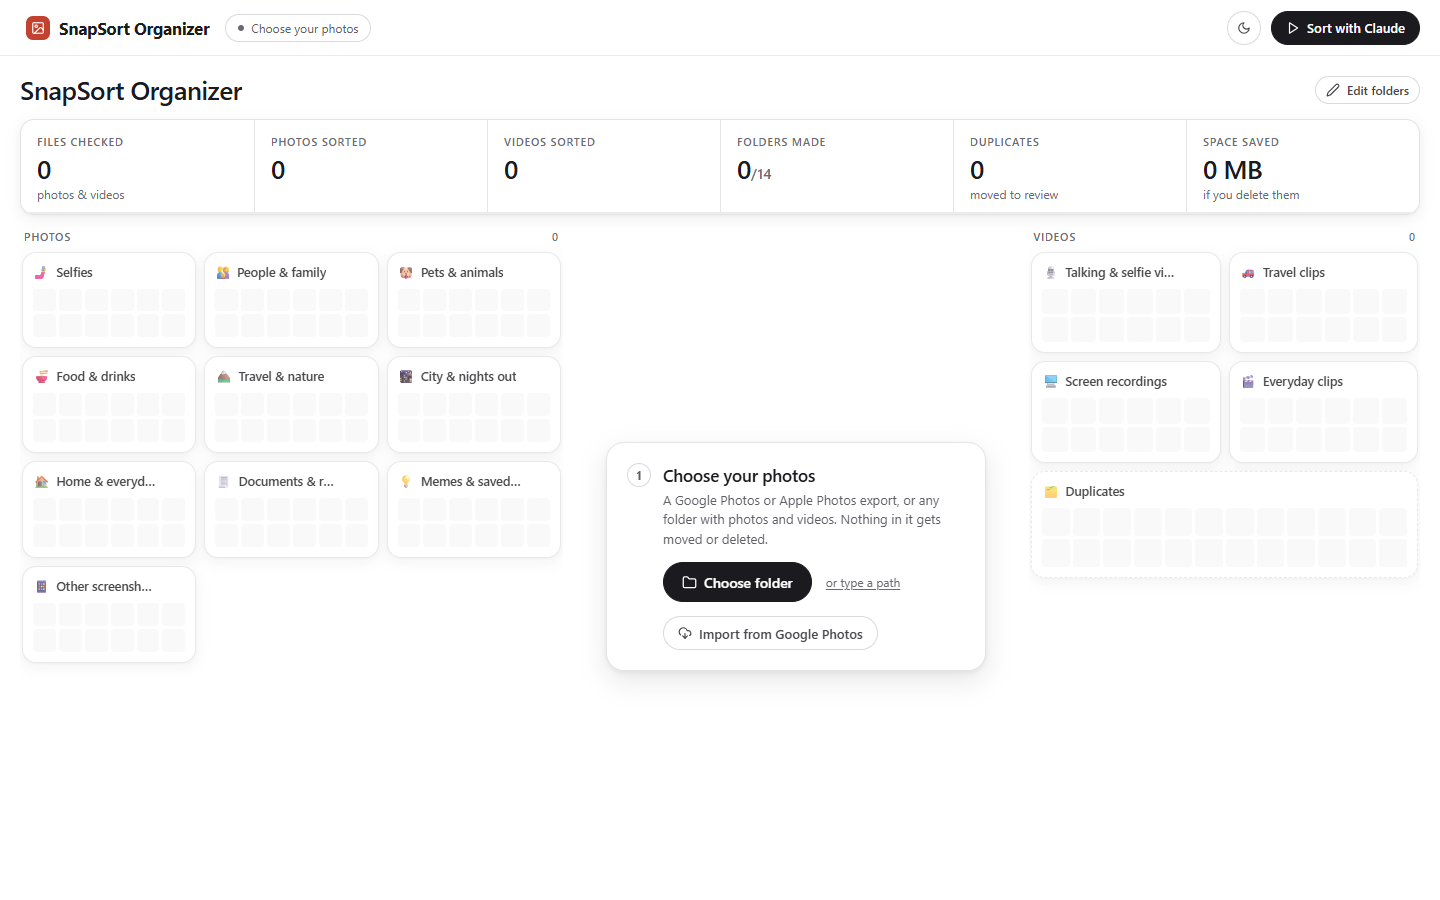 SnapSort Organizer
Choose your photos
Sort with Claude
SnapSort Organizer
Edit folders
FILES CHECKED
0
photos & videos
PHOTOS SORTED
0
VIDEOS SORTED
0
FOLDERS MADE
0/14
DUPLICATES
0
moved to review
SPACE SAVED
0 MB
if you delete them
PHOTOS
0
Selfies
People & family
Pets & animals
Food & drinks
Travel & nature
City & nights out
Home & everyd...
Documents & r...
Memes & saved...
Other screensh...
1
Choose your photos
A Google Photos or Apple Photos export, or any
folder with photos and videos. Nothing in it gets
moved or deleted.
Choose folder
or type a path
Import from Google Photos
VIDEOS
0
Talking & selfie vi...
Travel clips
Screen recordings
Everyday clips
Duplicates